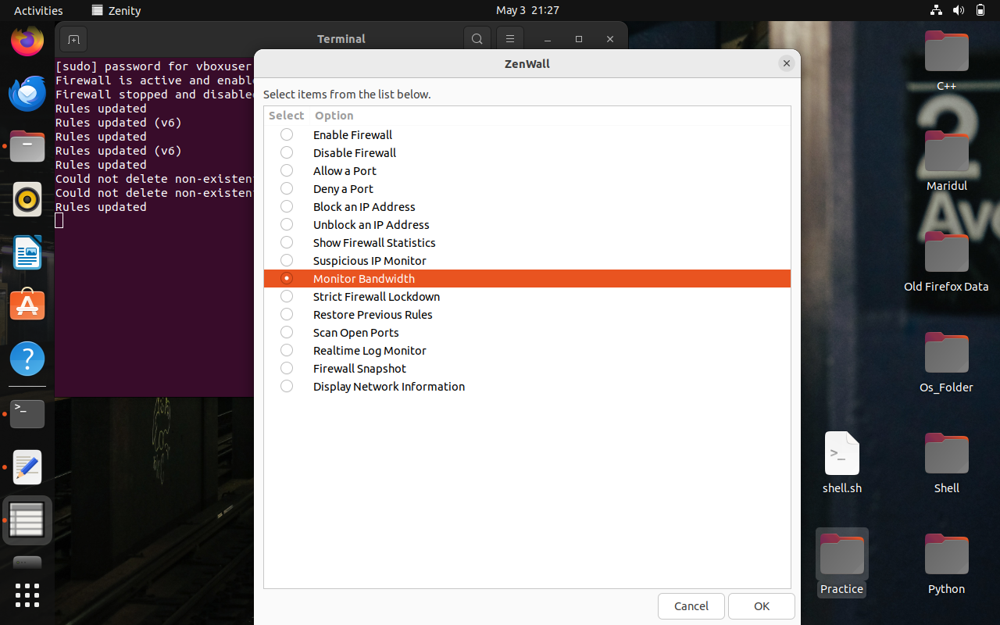 Activities Zenity May 3 21:27
Terminal
[sudo] password for vboxuser
Firewall is active and enable
Firewall stopped and disabled
Rules updated
Rules updated (v6)
Rules updated
Rules updated (v6)
Rules updated
Could not delete non-existent
Could not delete non-existent
Rules updated
ZenWall
Select items from the list below.
Select Option
Enable Firewall
Disable Firewall
Allow a Port
Deny a Port
Block an IP Address
Unblock an IP Address
Show Firewall Statistics
Suspicious IP Monitor
Monitor Bandwidth
Strict Firewall Lockdown
Restore Previous Rules
Scan Open Ports
Realtime Log Monitor
Firewall Snapshot
Display Network Information
Cancel OK
C++
Maridul
Old Firefox Data
Os_Folder
shell.sh Shell
Practice Python
2
Ave